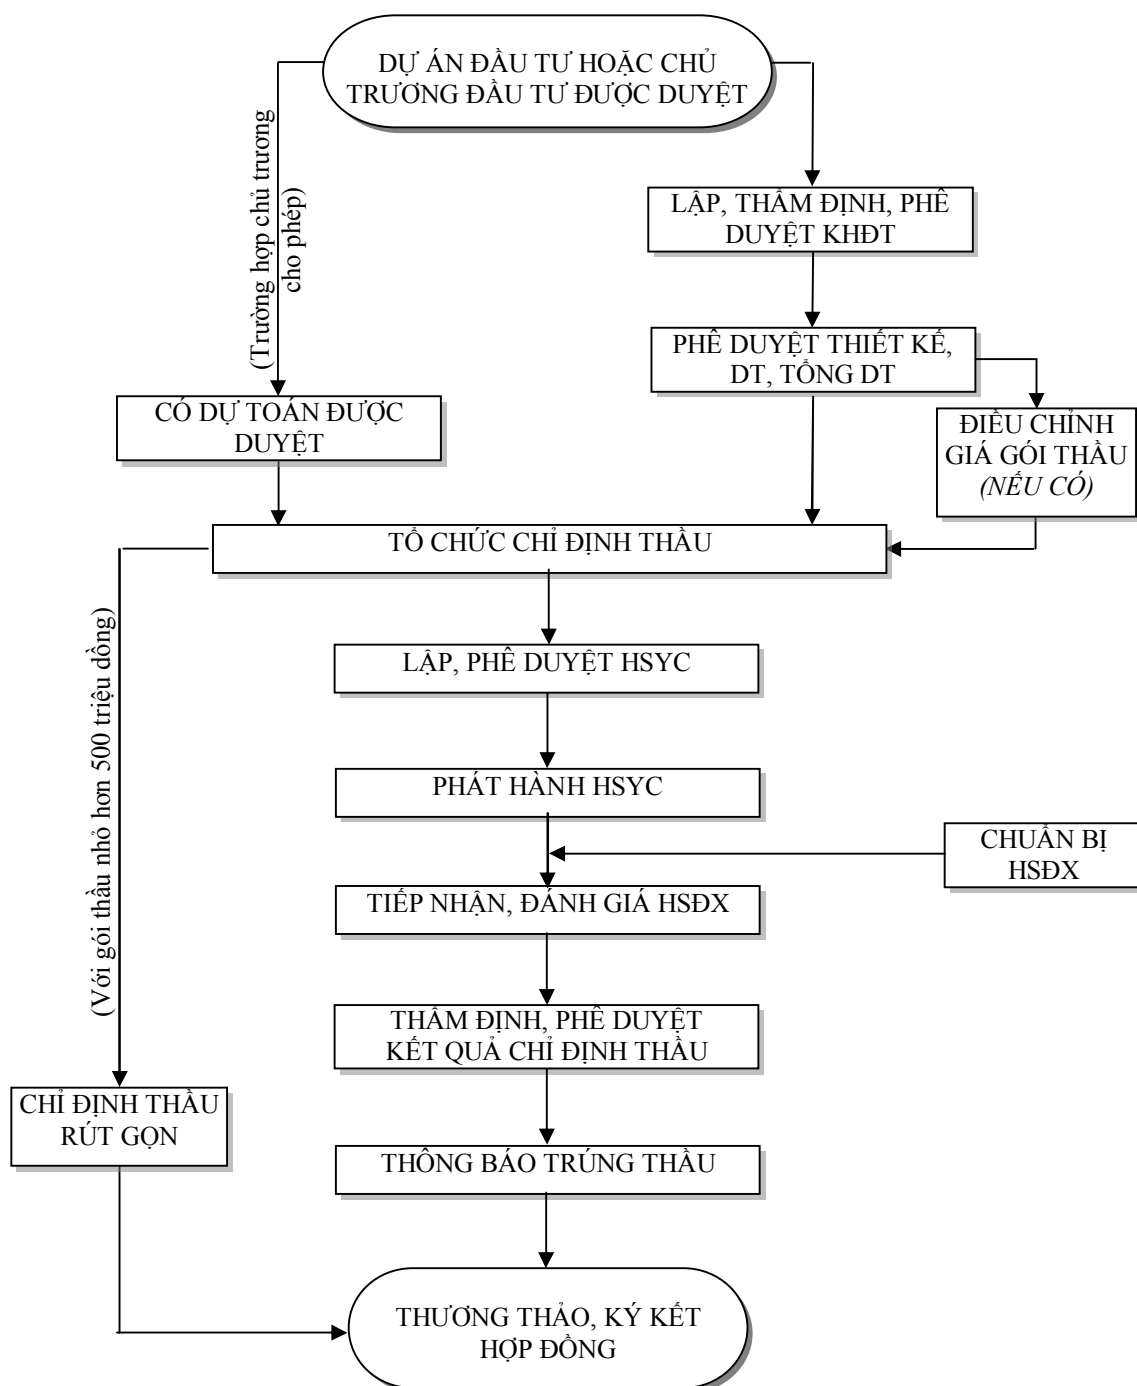 DỰ ÁN ĐẦU TƯ HOẶC CHỦ
TRƯƠNG ĐẦU TƯ ĐƯỢC DUYỆT
(Trường hợp chủ trương
cho phép)
LẬP, THẨM ĐỊNH, PHÊ
DUYỆT KHĐT
PHÊ DUYỆT THIẾT KẾ,
DT, TỔNG DT
CÓ DỰ TOÁN ĐƯỢC
DUYỆT
ĐIỀU CHỈNH
GIÁ GÓI THẦU
(NẾU CÓ)
TỔ CHỨC CHỈ ĐỊNH THẦU
(Với gói thầu nhỏ hơn 500 triệu dồng)
LẬP, PHÊ DUYỆT HSYC
PHÁT HÀNH HSYC
CHUẨN BỊ
HSĐX
TIẾP NHẬN, ĐÁNH GIÁ HSĐX
THẨM ĐỊNH, PHÊ DUYỆT
KẾT QUẢ CHỈ ĐỊNH THẦU
CHỈ ĐỊNH THẦU
RÚT GỌN
THÔNG BÁO TRÚNG THẦU
THƯƠNG THẢO, KÝ KẾT
HỢP ĐỒNG